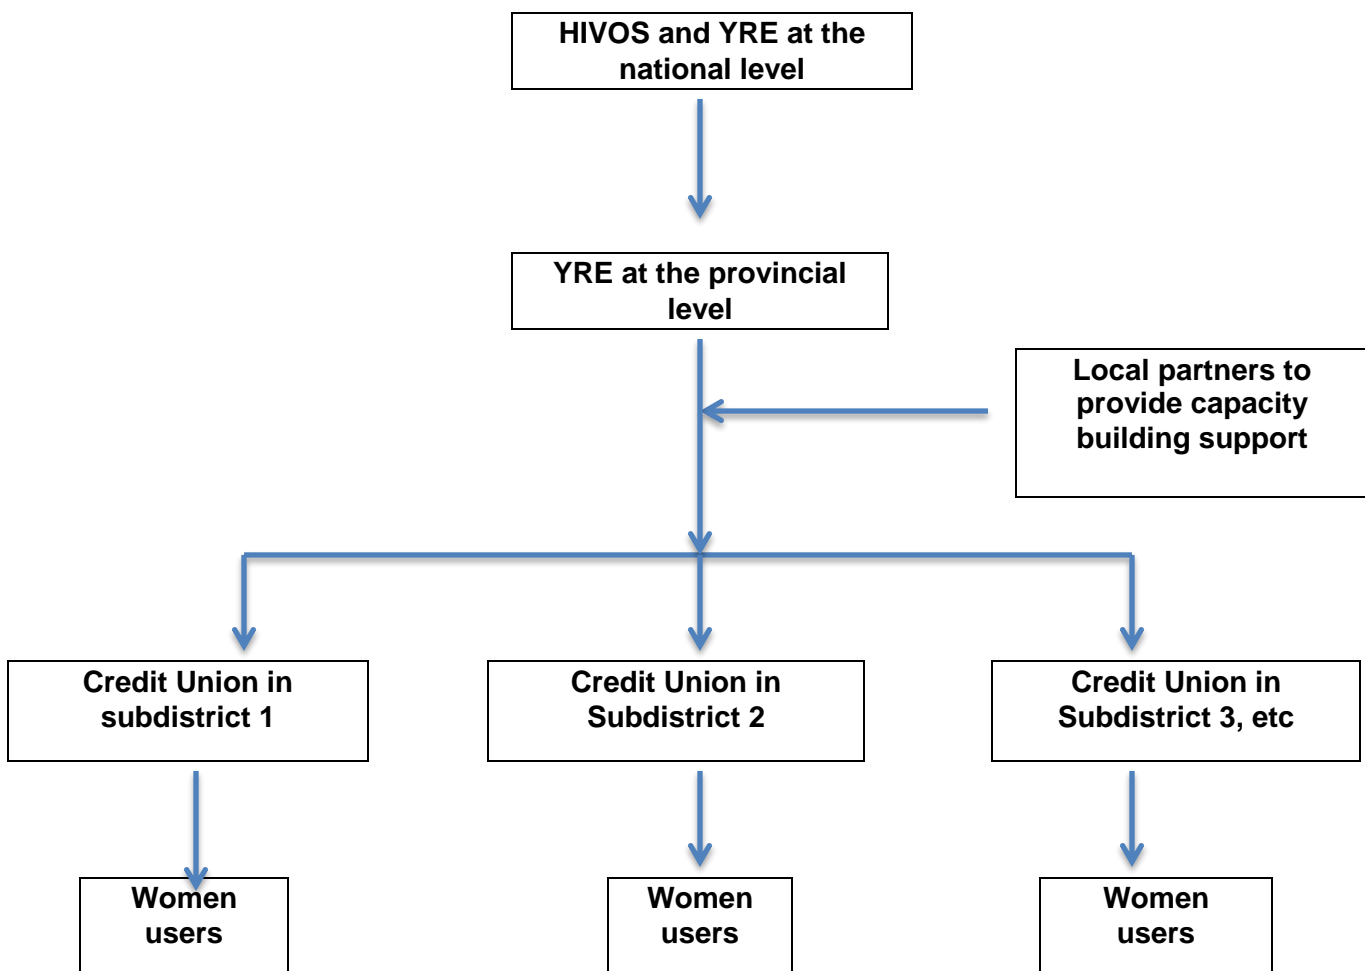 HIVOS and YRE at the
national level
YRE at the provincial
level
Local partners to
provide capacity
building support
Credit Union in
subdistrict 1
Credit Union in
Subdistrict 2
Credit Union in
Subdistrict 3, etc
Women
users
Women
users
Women
users